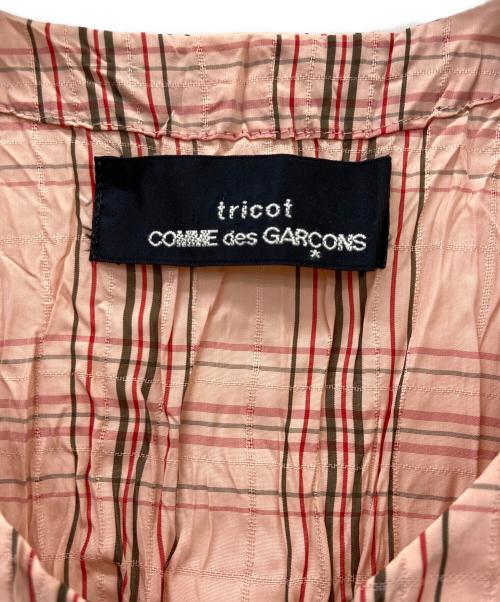 tricot
COMME des GARÇONS
*